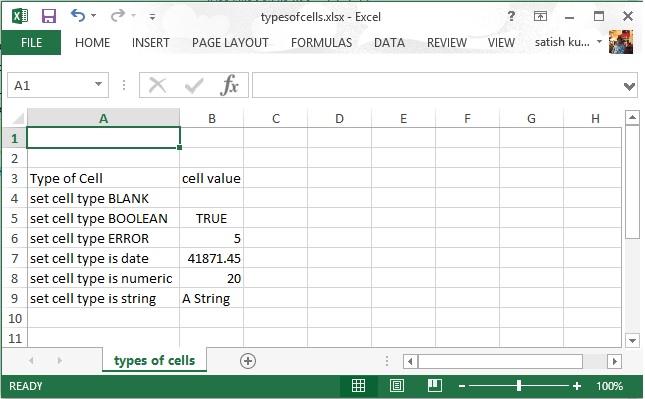 typesofcells.xlsx - Excel
FILE HOME INSERT PAGE LAYOUT FORMULAS DATA REVIEW VIEW satish ku...
A1 fx
A B C D E F G H
1
2
3 Type of Cell cell value
4 set cell type BLANK
5 set cell type BOOLEAN TRUE
6 set cell type ERROR 5
7 set cell type is date 41871.45
8 set cell type is numeric 20
9 set cell type is string A String
10
11
types of cells
READY 100%